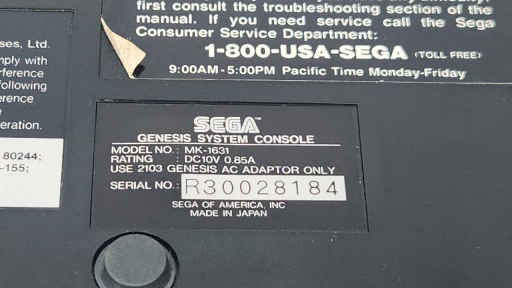 first consult the troubleshooting section of the
manual. If you need service call the Sega
Consumer Service Department:
1-800-USA-SEGA (TOLL FREE)
9:00AM - 5:00PM Pacific Time Monday-Friday
ses, Ltd.
mply with
terference
following
erence
e
eration.
80244;
-155;
SEGA™
GENESIS SYSTEM CONSOLE
MODEL NO.: MK-1631
RATING : DC10V 0.85A
USE 2103 GENESIS AC ADAPTOR ONLY
SERIAL NO.: R30028184
SEGA OF AMERICA, INC
MADE IN JAPAN